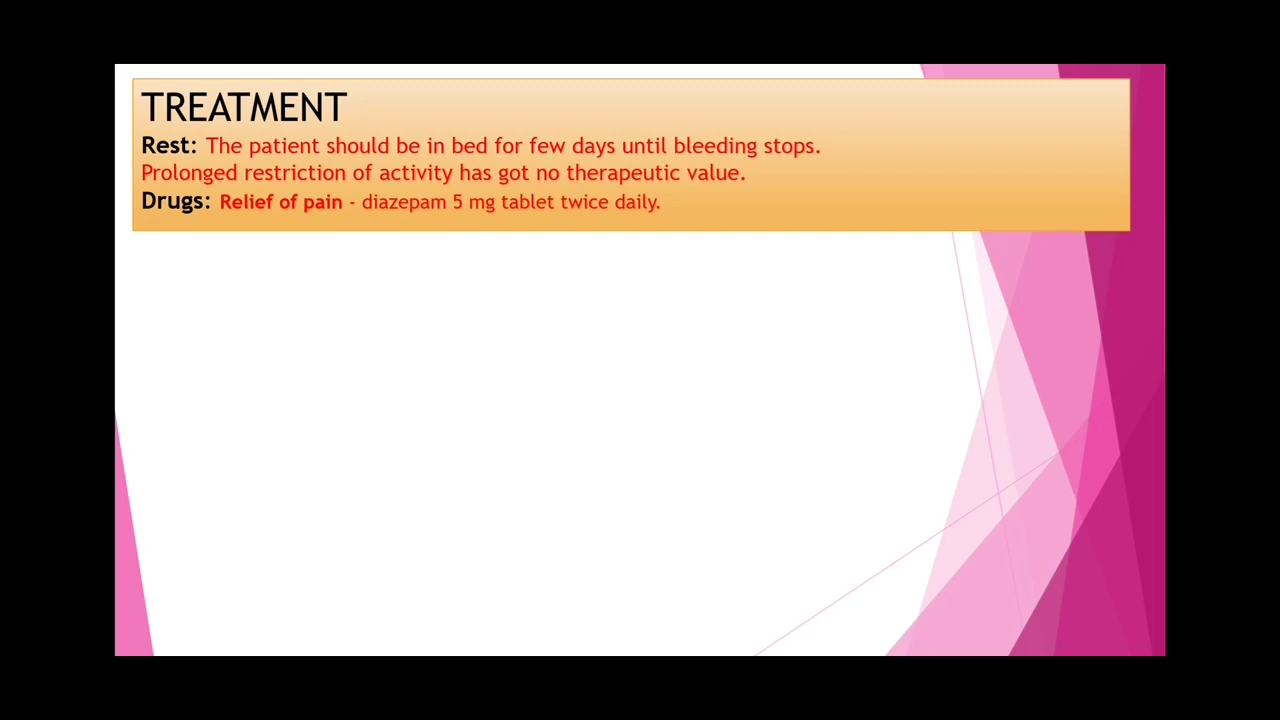 TREATMENT
Rest: The patient should be in bed for few days until bleeding stops.
Prolonged restriction of activity has got no therapeutic value.
Drugs: Relief of pain - diazepam 5 mg tablet twice daily.